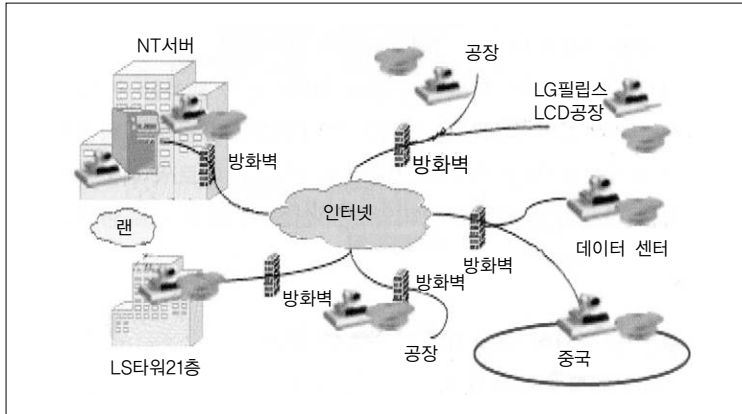 NT서버
공장
LG필립스
LCD공장
방화벽
방화벽
인터넷
랜
데이터 센터
방화벽
방화벽
방화벽
LS타워21층
공장
중국